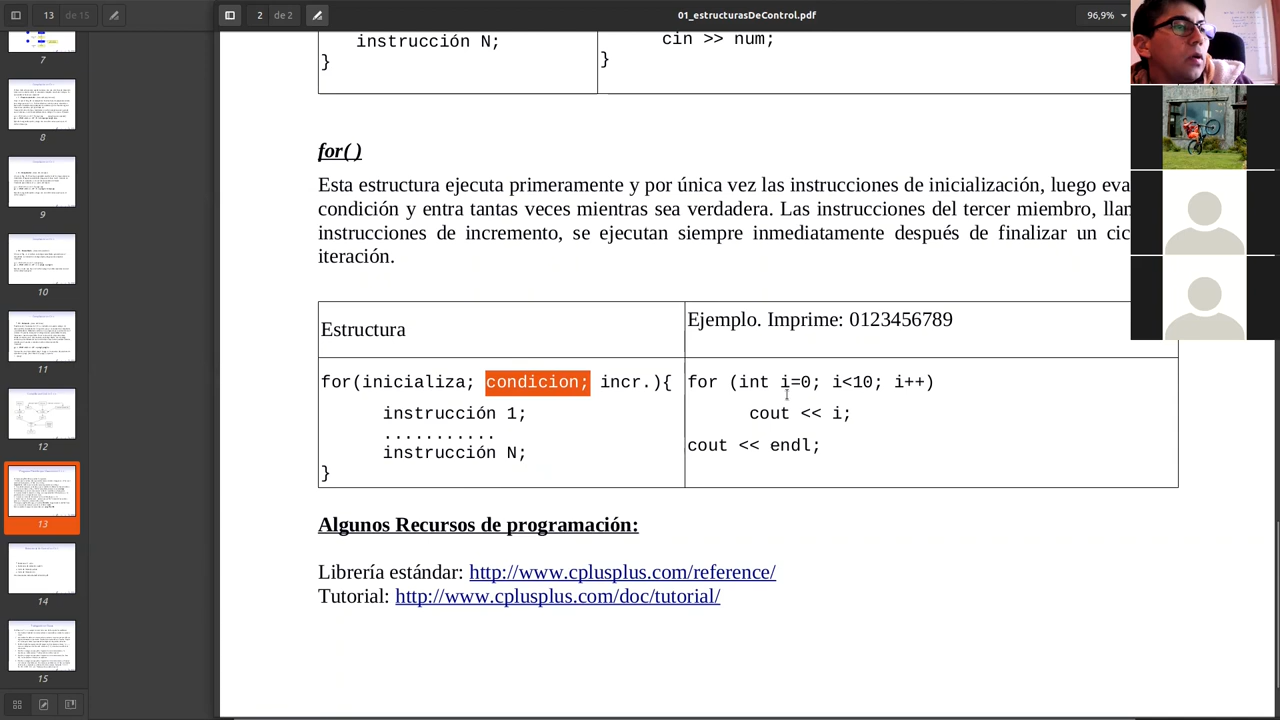 13 de 15
2 de 2
01_estructurasDeControl.pdf
96,9%
7
8
9
10
11
12
13
14
15
instrucción N;
}
cin >> num;
}
for( )
Esta estructura ejecuta primeramente y por única vez las instrucciones de inicialización, luego eva
condición y entra tantas veces mientras sea verdadera. Las instrucciones del tercer miembro, llan
instrucciones de incremento, se ejecutan siempre inmediatamente después de finalizar un cic
iteración.
Estructura
Ejemplo. Imprime: 0123456789
for(inicializa; condicion; incr.){
instrucción 1;
...........
instrucción N;
}
for (int i=0; i<10; i++)
cout << i;
cout << endl;
Algunos Recursos de programación:
Librería estándar: http://www.cplusplus.com/reference/
Tutorial: http://www.cplusplus.com/doc/tutorial/